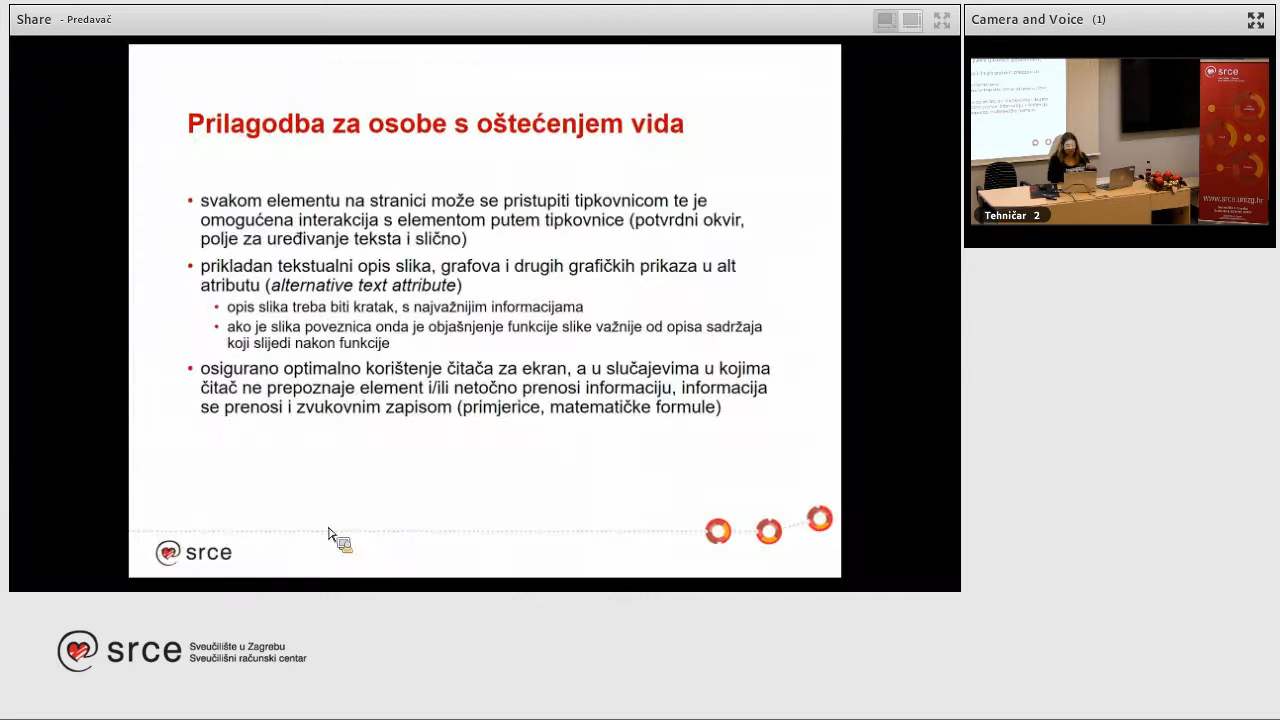 Share - Predavač
Camera and Voice (1)
Prilagodba za osobe s oštećenjem vida
• svakom elementu na stranici može se pristupiti tipkovnicom te je
omogućena interakcija s elementom putem tipkovnice (potvrdni okvir,
polje za uređivanje teksta i slično)
• prikladan tekstualni opis slika, grafova i drugih grafičkih prikaza u alt
atributu (alternative text attribute)
• opis slika treba biti kratak, s najvažnijim informacijama
• ako je slika poveznica onda je objašnjenje funkcije slike važnije od opisa sadržaja
koji slijedi nakon funkcije
• osigurano optimalno korištenje čitača za ekran, a u slučajevima u kojima
čitač ne prepoznaje element i/ili netočno prenosi informaciju, informacija
se prenosi i zvukovnim zapisom (primjerice, matematičke formule)
srce
srce
www.srce.unizg.hr
Tehničar 2
srce
Sveučilište u Zagrebu
Sveučilišni računski centar